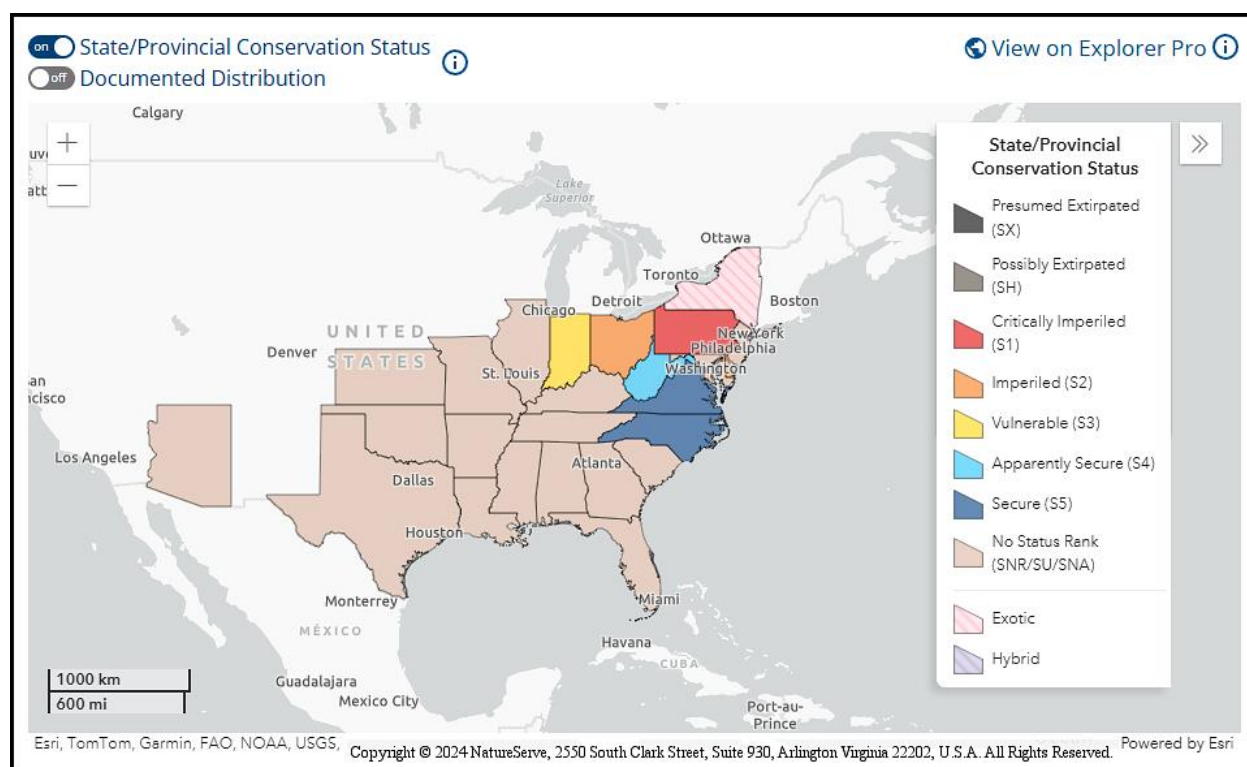 on State/Provincial Conservation Status
off Documented Distribution
View on Explorer Pro
Calgary
Lake
Superior
Ottawa
Toronto
Boston
Detroit
Chicago
New York
UNITED
Philadelphia
Denver
STATES
Washington
St. Louis
Los Angeles
Atlanta
Dallas
Houston
Monterrey
Miami
MÉXICO
Havana
CUBA
Guadalajara
Mexico City
Port-au-
Prince
1000 km
600 mi
State/Provincial
Conservation Status
Presumed Extirpated
(SX)
Possibly Extirpated
(SH)
Critically Imperiled
(S1)
Imperiled (S2)
Vulnerable (S3)
Apparently Secure (S4)
Secure (S5)
No Status Rank
(SNR/SU/SNA)
Exotic
Hybrid
Esri, TomTom, Garmin, FAO, NOAA, USGS,
Copyright © 2024 NatureServe, 2550 South Clark Street, Suite 930, Arlington Virginia 22202, U.S.A. All Rights Reserved.
Powered by Esri